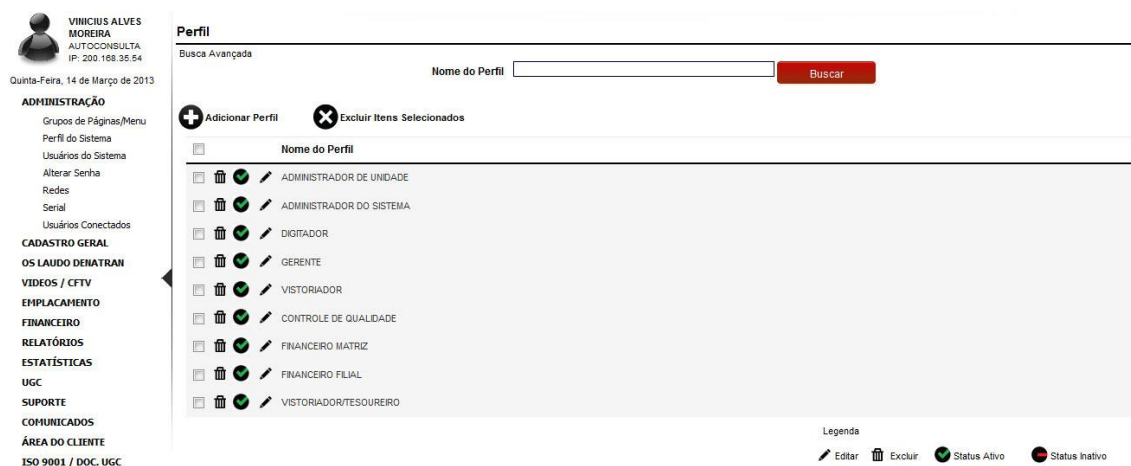 VINICIUS ALVES
MOREIRA
AUTOCONSULTA
IP: 200.168.35.54
Quinta-Feira, 14 de Março de 2013
ADMINISTRAÇÃO
Grupos de Páginas/Menu
Perfil do Sistema
Usuários do Sistema
Alterar Senha
Redes
Serial
Usuários Conectados
CADASTRO GERAL
OS LAUDO DENATRAN
VIDEOS / CFTV
EMPLACAMENTO
FINANCEIRO
RELATÓRIOS
ESTATÍSTICAS
UGC
SUPORTE
COMUNICADOS
ÁREA DO CLIENTE
ISO 9001 / DOC. UGC
Perfil
Busca Avançada
Nome do Perfil Buscar
Adicionar Perfil Excluir Itens Selecionados
Nome do Perfil
ADMINISTRADOR DE UNIDADE
ADMINISTRADOR DO SISTEMA
DIGITADOR
GERENTE
VISTORIADOR
CONTROLE DE QUALIDADE
FINANCEIRO MATRIZ
FINANCEIRO FILIAL
VISTORIADOR/TESOUREIRO
Legenda
Editar Excluir Status Ativo Status Inativo